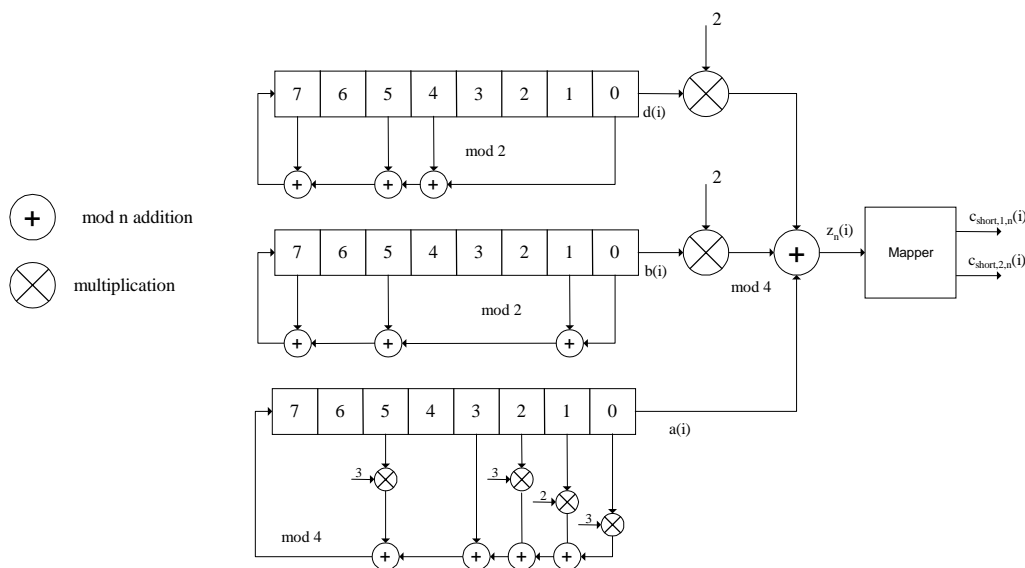 2
7 6 5 4 3 2 1 0
d(i)
mod 2
+ + +
+ mod n addition
multiplication
2
7 6 5 4 3 2 1 0
b(i)
mod 2
+ + +
+
mod 4
z_n(i)
Mapper
c_short,1,n(i)
c_short,2,n(i)
7 6 5 4 3 2 1 0
a(i)
3 3
2
3
mod 4
+ + + +